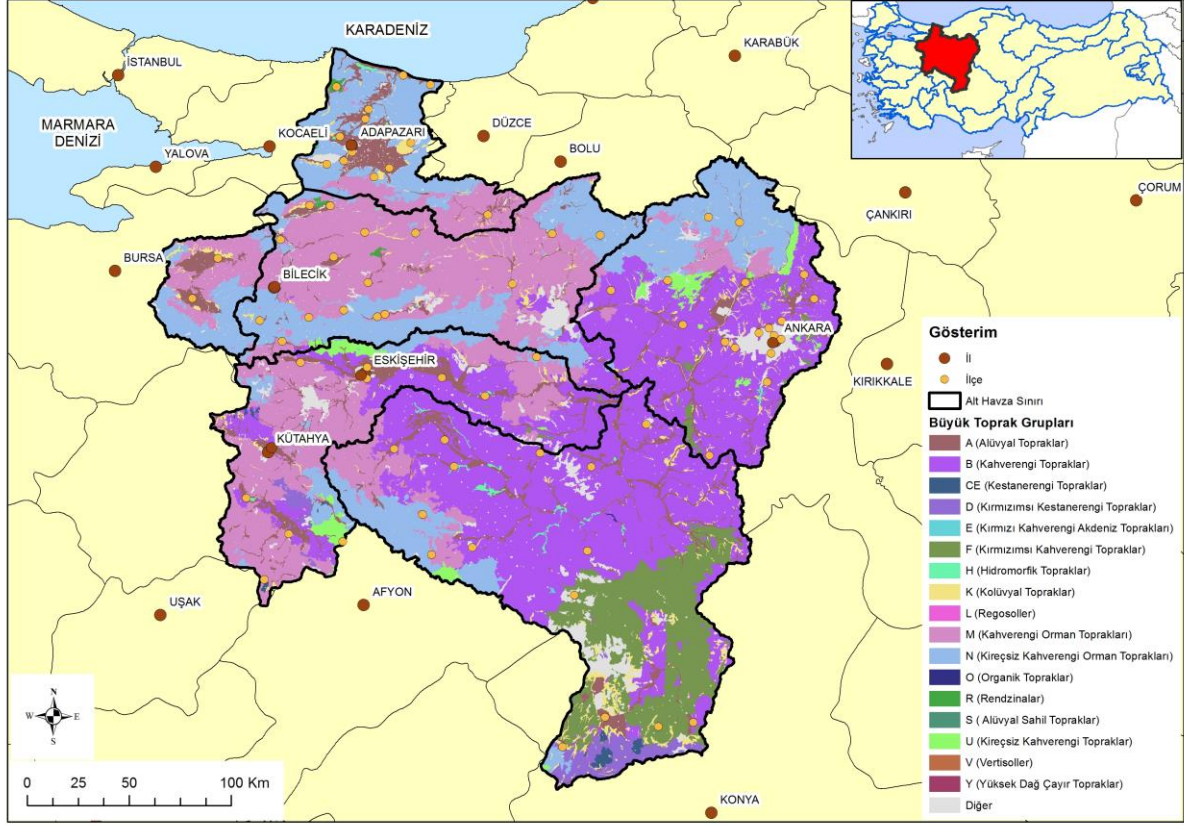 KARADENİZ
KARABÜK
İSTANBUL
MARMARA
DENİZİ
KOCAELİ
ADAPAZARI
DÜZCE
YALOVA
BOLU
ÇANKIRI
ÇORUM
BURSA
BİLECİK
ANKARA
ESKİŞEHİR
KIRIKKALE
KÜTAHYA
UŞAK
AFYON
KONYA
N
W
E
S
0
50
100 Km
Gösterim
İl
İlçe
Alt Havza Sınırı
Büyük Toprak Grupları
A (Alüvyal Topraklar)
B (Kahverengi Topraklar)
CE (Kestanerengi Topraklar)
D (Kırmızımsı Kestanerengi Topraklar)
E (Kırmızı Kahverengi Akdeniz Toprakları)
F (Kırmızımsı Kahverengi Topraklar)
H (Hidromorfik Topraklar)
K (Kolüvyal Topraklar)
L (Regosoller)
M (Kahverengi Orman Toprakları)
N (Kireçsiz Kahverengi Orman Toprakları)
O (Organik Topraklar)
R (Rendzinalar)
S ( Alüvyal Sahil Topraklar)
U (Kireçsiz Kahverengi Topraklar)
V (Vertisoller)
Y (Yüksek Dağ Çayır Topraklar)
Diğer